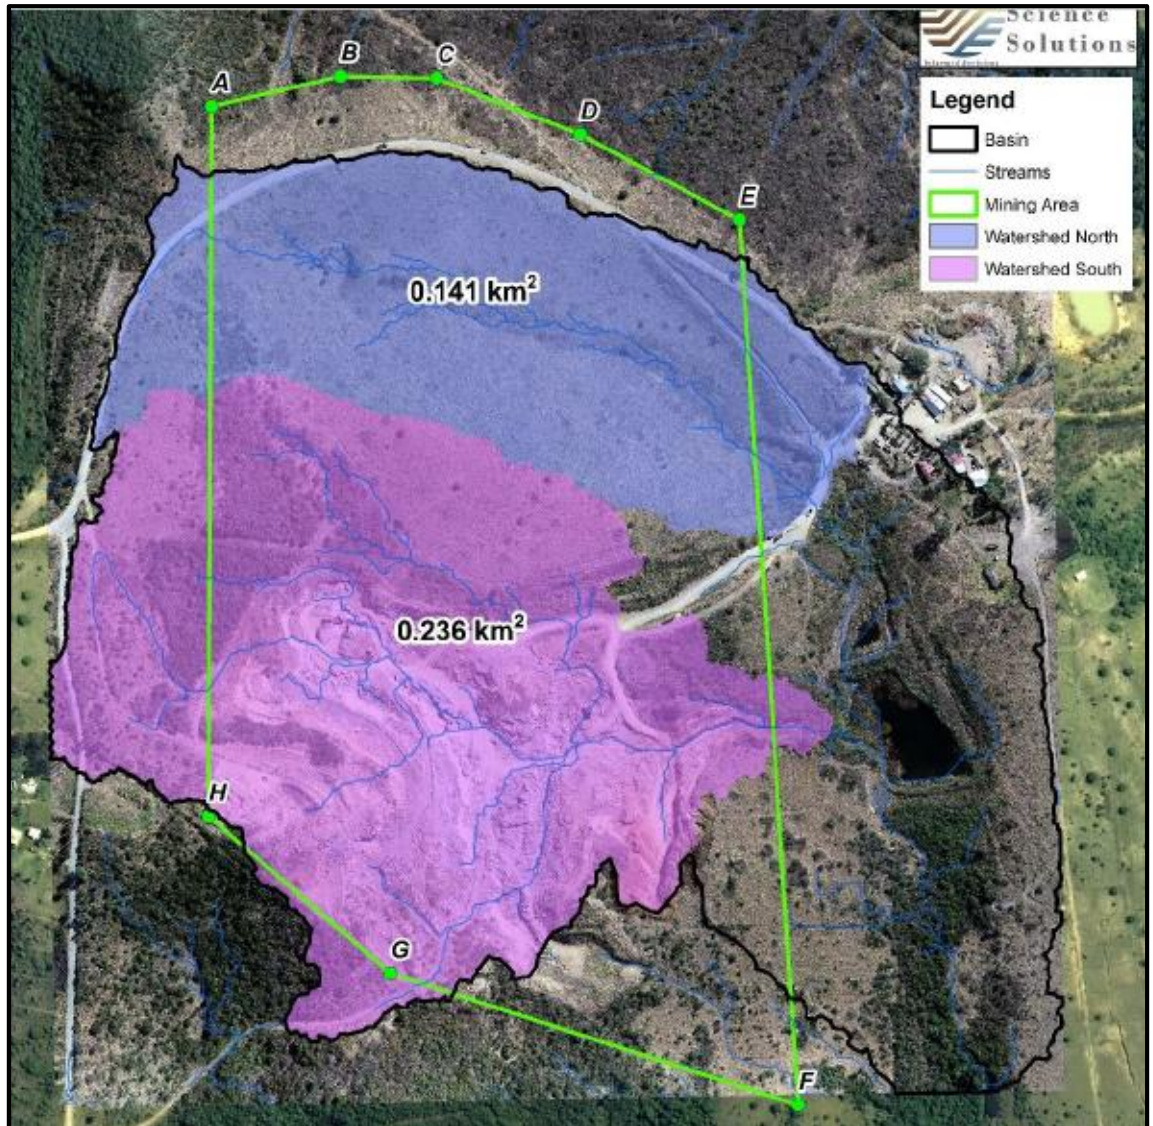 Science
Solutions
Legend
Basin
Streams
Mining Area
Watershed North
Watershed South
A
B
C
D
E
0.141 km²
0.236 km²
H
G
F